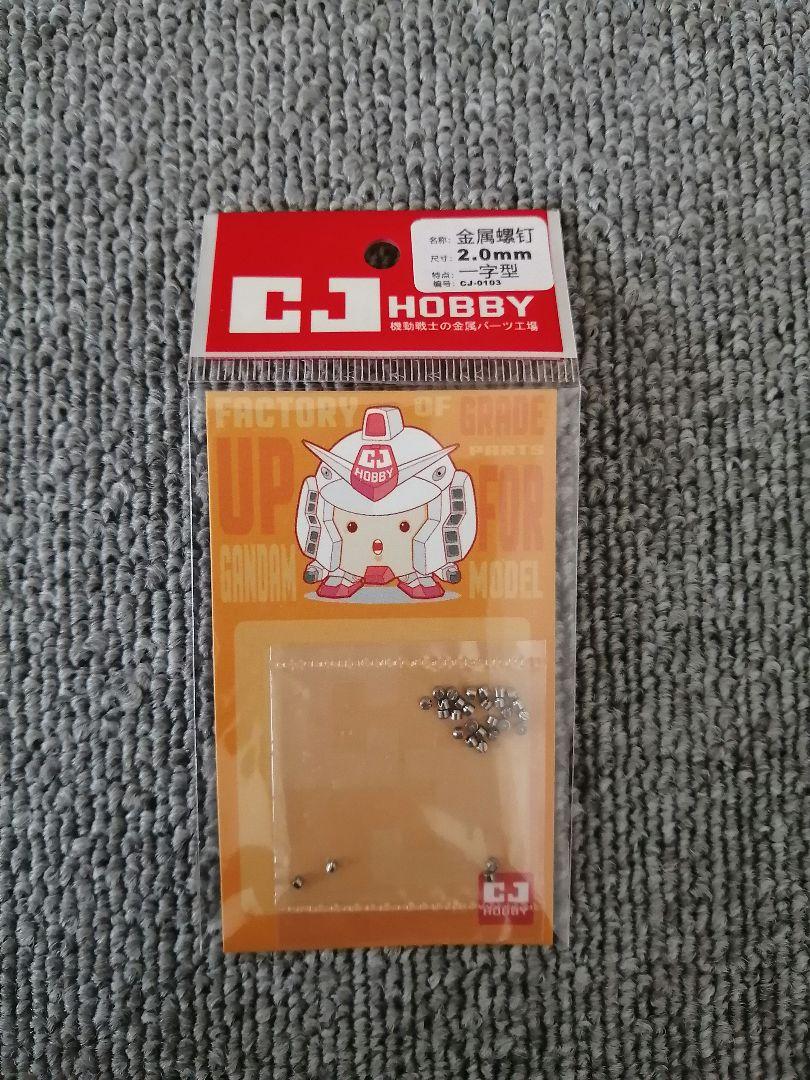 名称: 金属螺钉
尺寸: 2.0mm
特点: 一字型
编号: CJ-0103
CJ HOBBY
機動戦士の金属パーツ工場
FACTORY OF GRADE
UP PARTS FOR
GANDAM MODEL
CJ
HOBBY
CJ
HOBBY